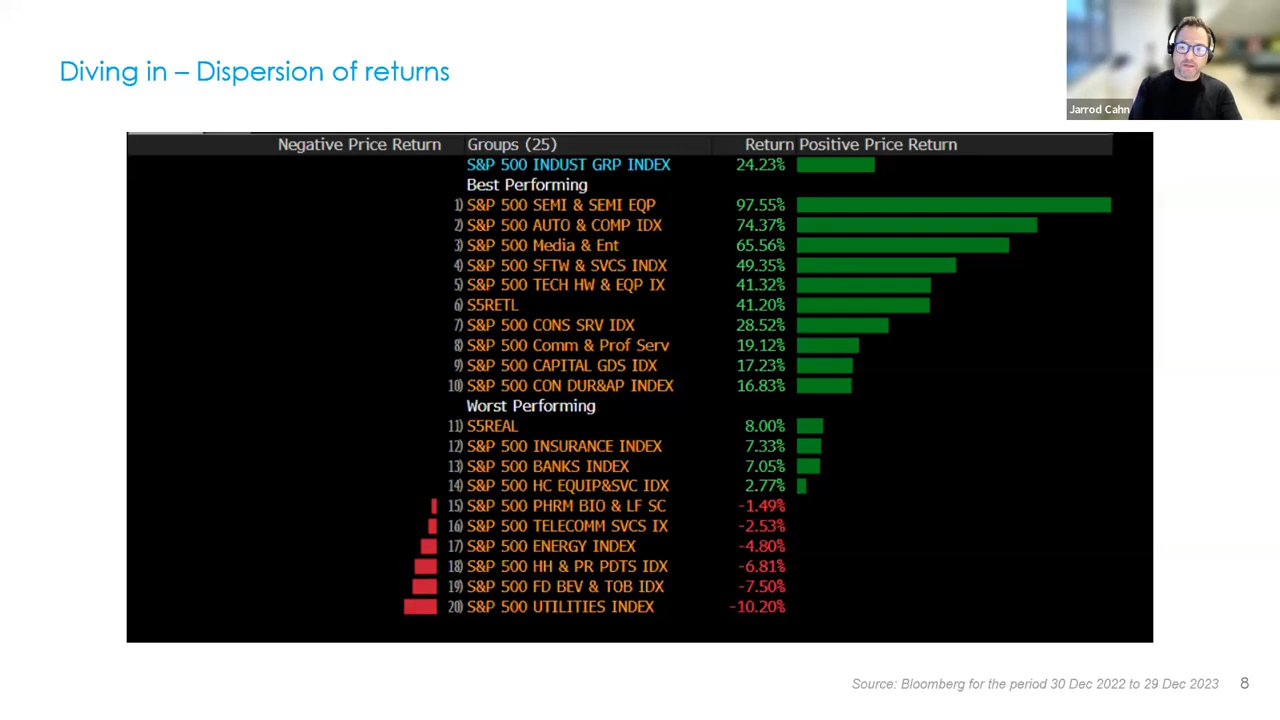 Diving in – Dispersion of returns
Jarrod Cahn
Negative Price Return Groups (25) Return Positive Price Return
S&P 500 INDUST GRP INDEX 24.23%
Best Performing
1) S&P 500 SEMI & SEMI EQP 97.55%
2) S&P 500 AUTO & COMP IDX 74.37%
3) S&P 500 Media & Ent 65.56%
4) S&P 500 SFTW & SVCS INDX 49.35%
5) S&P 500 TECH HW & EQP IX 41.32%
6) S5RETL 41.20%
7) S&P 500 CONS SRV IDX 28.52%
8) S&P 500 Comm & Prof Serv 19.12%
9) S&P 500 CAPITAL GDS IDX 17.23%
10) S&P 500 CON DUR&AP INDEX 16.83%
Worst Performing
11) S5REAL 8.00%
12) S&P 500 INSURANCE INDEX 7.33%
13) S&P 500 BANKS INDEX 7.05%
14) S&P 500 HC EQUIP&SVC IDX 2.77%
15) S&P 500 PHRM BIO & LF SC -1.49%
16) S&P 500 TELECOMM SVCS IX -2.53%
17) S&P 500 ENERGY INDEX -4.80%
18) S&P 500 HH & PR PDTS IDX -6.81%
19) S&P 500 FD BEV & TOB IDX -7.50%
20) S&P 500 UTILITIES INDEX -10.20%
Source: Bloomberg for the period 30 Dec 2022 to 29 Dec 2023 8